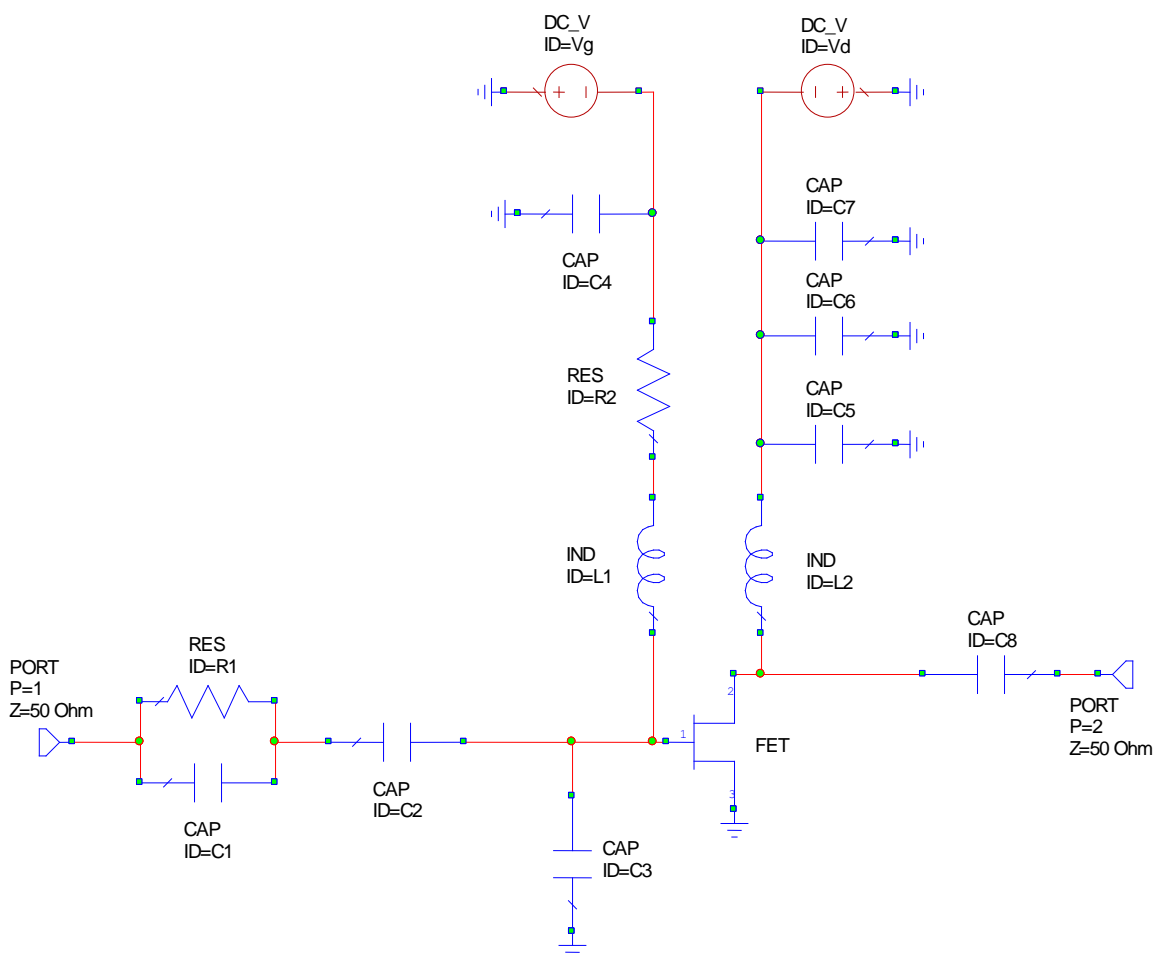 DC_V
ID=Vg
DC_V
ID=Vd
CAP
ID=C7
CAP
ID=C4
CAP
ID=C6
RES
ID=R2
CAP
ID=C5
IND
ID=L1
IND
ID=L2
CAP
ID=C8
RES
ID=R1
PORT
P=1
Z=50 Ohm
2
1
FET
3
PORT
P=2
Z=50 Ohm
CAP
ID=C2
CAP
ID=C1
CAP
ID=C3